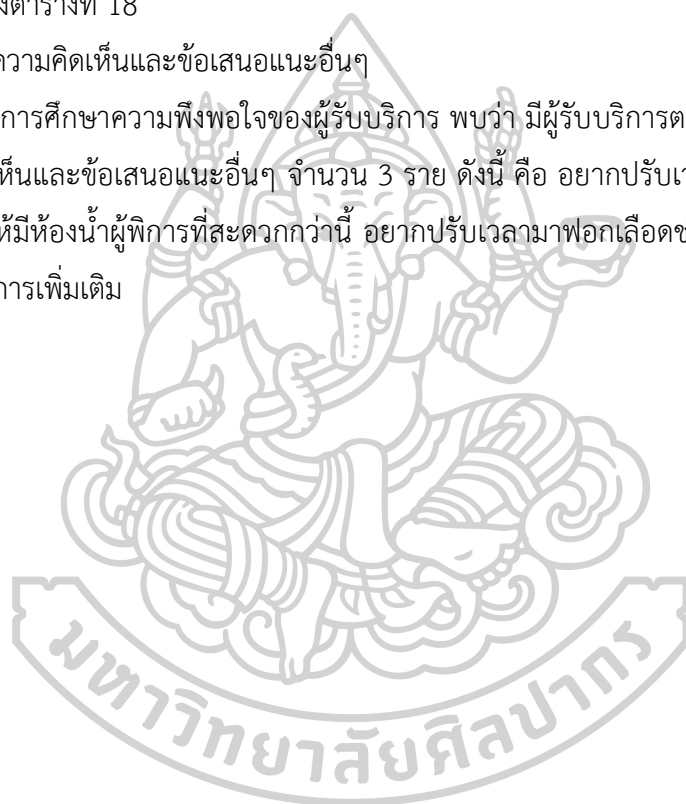 งตารางที่ 18
ความคิดเห็นและข้อเสนอแนะอื่นๆ
การศึกษาความพึงพอใจของผู้รับบริการ พบว่า มีผู้รับบริการต
ห็นและข้อเสนอแนะอื่นๆ จำนวน 3 ราย ดังนี้ คือ อยากปรับเว
ห้มีห้องน้ำผู้พิการที่สะดวกกว่านี้ อยากปรับเวลามาฟอกเลือดช
การเพิ่มเติม
มหาวิทยาลัยศิลปากร